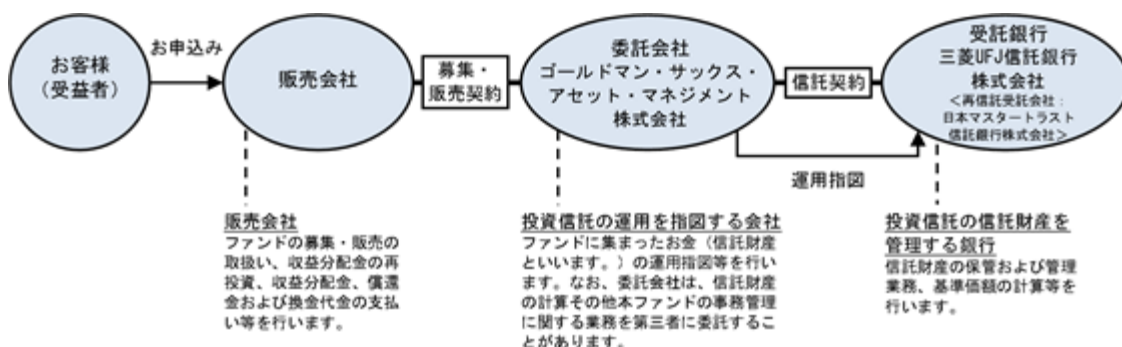 お客様
（受益者）
お申込み
販売会社
募集・
販売契約
委託会社
ゴールドマン・サックス・
アセット・マネジメント
株式会社
信託契約
受託銀行
三菱UFJ信託銀行
株式会社
＜再信託受託会社：
日本マスタートラスト
信託銀行株式会社＞
運用指図
販売会社
ファンドの募集・販売の
取扱い、収益分配金の再
投資、収益分配金、償還
金および換金代金の支払
い等を行います。
投資信託の運用を指図する会社
ファンドに集まったお金（信託財産
といいます。）の運用指図等を行い
ます。なお、委託会社は、信託財産
の計算その他本ファンドの事務管理
に関する業務を第三者に委託するこ
とがあります。
投資信託の信託財産を
管理する銀行
信託財産の保管および管理
業務、基準価額の計算等を
行います。